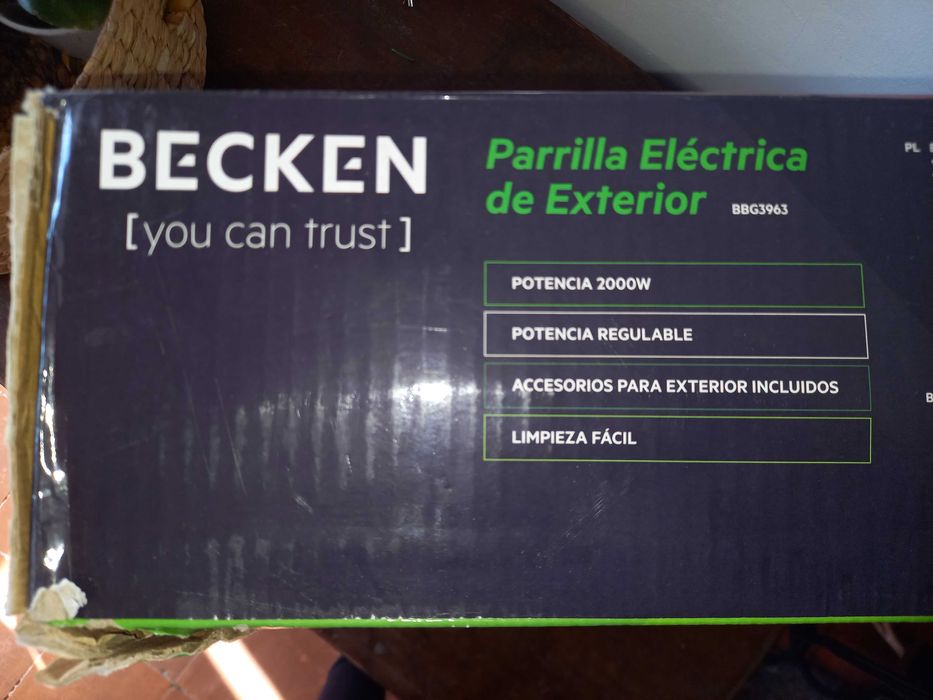 BECKEN
[you can trust]
Parrilla Eléctrica
de Exterior BBG3963
POTENCIA 2000W
POTENCIA REGULABLE
ACCESORIOS PARA EXTERIOR INCLUIDOS
LIMPIEZA FÁCIL
PL